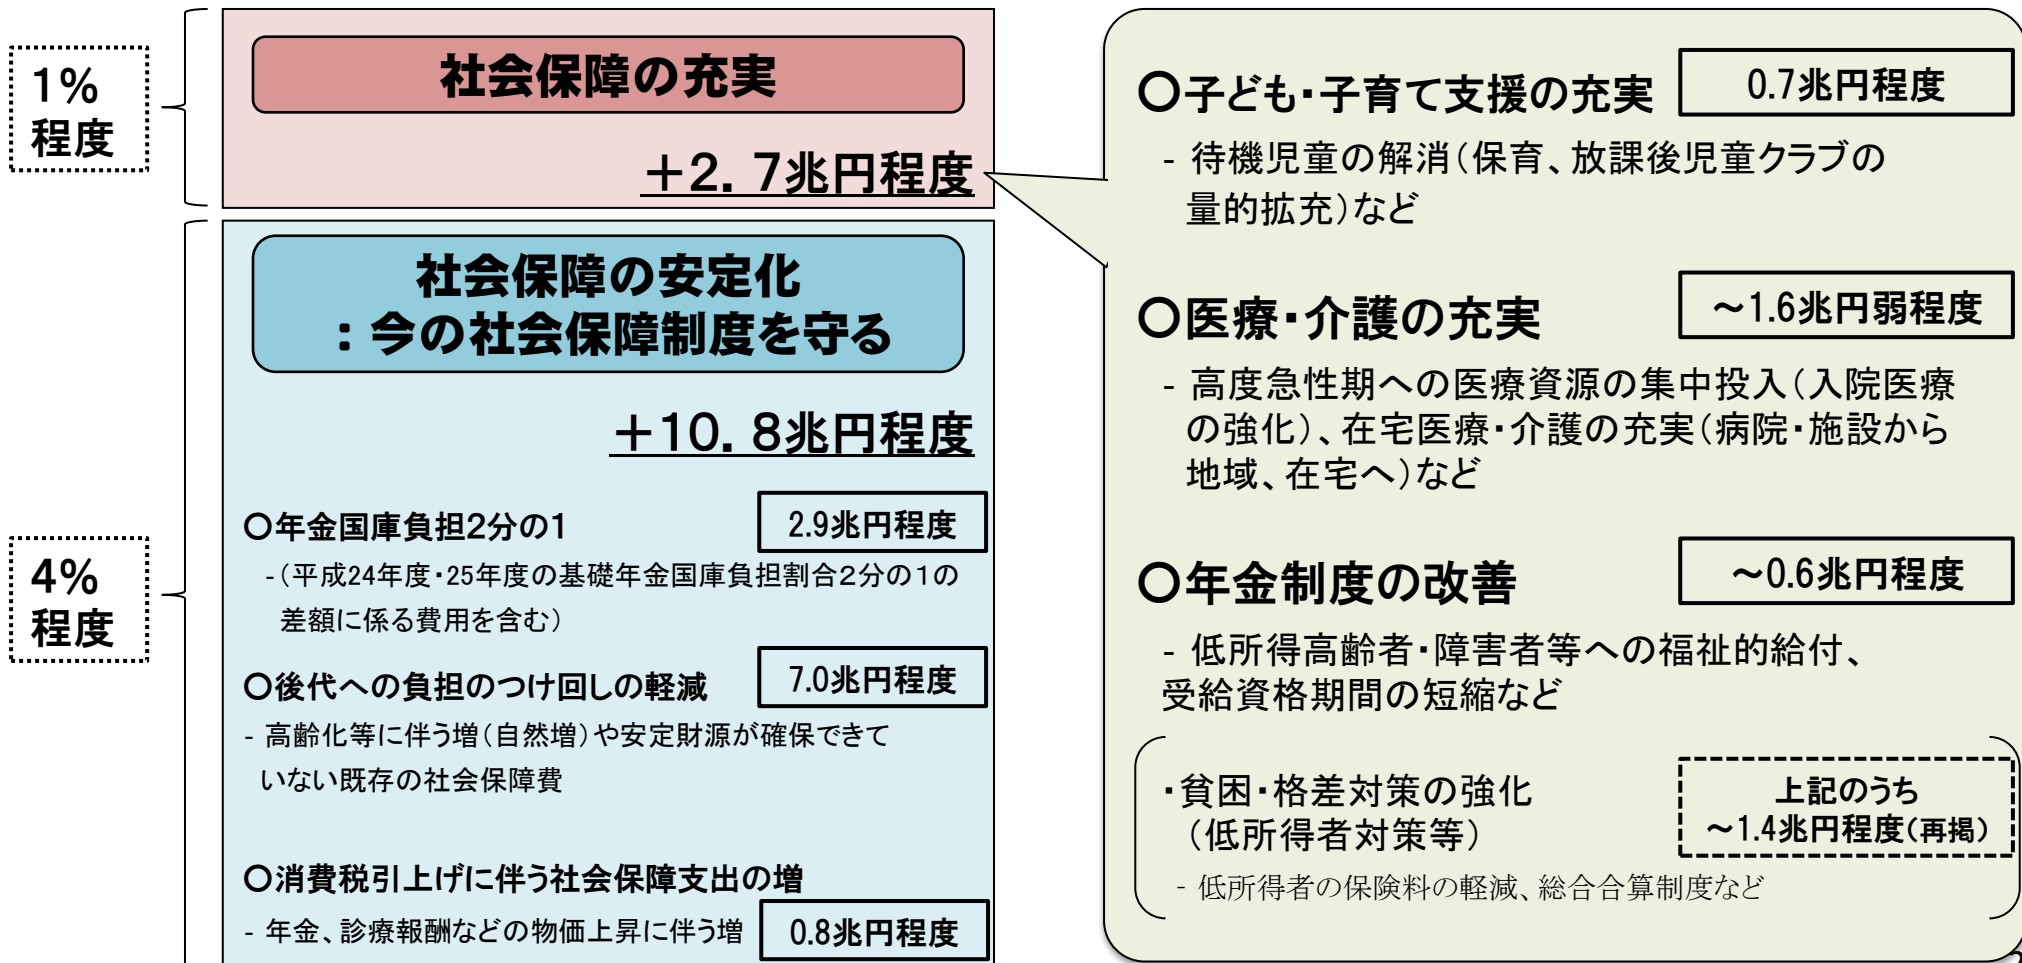 1%
程度
社会保障の充実
＋2．7兆円程度
4%
程度
社会保障の安定化
：今の社会保障制度を守る
＋10．8兆円程度
〇年金国庫負担2分の1
2.9兆円程度
-（平成24年度・25年度の基礎年金国庫負担割合2分の1の
差額に係る費用を含む）
〇後代への負担のつけ回しの軽減
7.0兆円程度
- 高齢化等に伴う増（自然増）や安定財源が確保できて
いない既存の社会保障費
〇消費税引上げに伴う社会保障支出の増
- 年金、診療報酬などの物価上昇に伴う増
0.8兆円程度
〇子ども・子育て支援の充実
0.7兆円程度
- 待機児童の解消（保育、放課後児童クラブの
量的拡充）など
〇医療・介護の充実
～1.6兆円弱程度
- 高度急性期への医療資源の集中投入（入院医療
の強化）、在宅医療・介護の充実（病院・施設から
地域、在宅へ）など
〇年金制度の改善
～0.6兆円程度
- 低所得高齢者・障害者等への福祉的給付、
受給資格期間の短縮など
・貧困・格差対策の強化
（低所得者対策等）
上記のうち
～1.4兆円程度（再掲）
- 低所得者の保険料の軽減、総合合算制度など